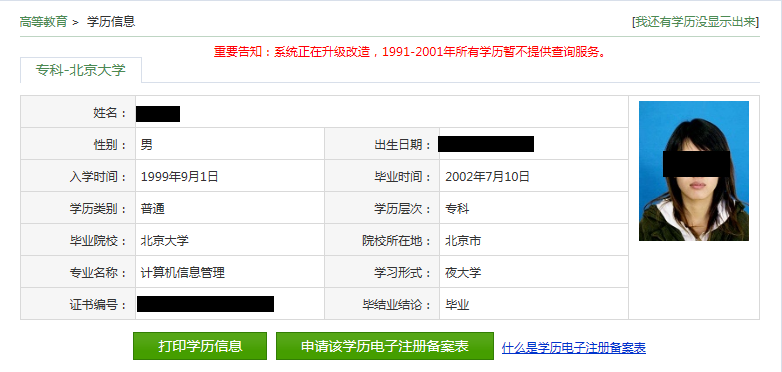 高等教育 > 学历信息 [我还有学历没显示出来]
重要告知：系统正在升级改造，1991-2001年所有学历暂不提供查询服务。
专科-北京大学
姓名：
性别： 男 出生日期：
入学时间： 1999年9月1日 毕业时间： 2002年7月10日
学历类别： 普通 学历层次： 专科
毕业院校： 北京大学 院校所在地： 北京市
专业名称： 计算机信息管理 学习形式： 夜大学
证书编号： 毕结业结论： 毕业
打印学历信息 申请该学历电子注册备案表 什么是学历电子注册备案表